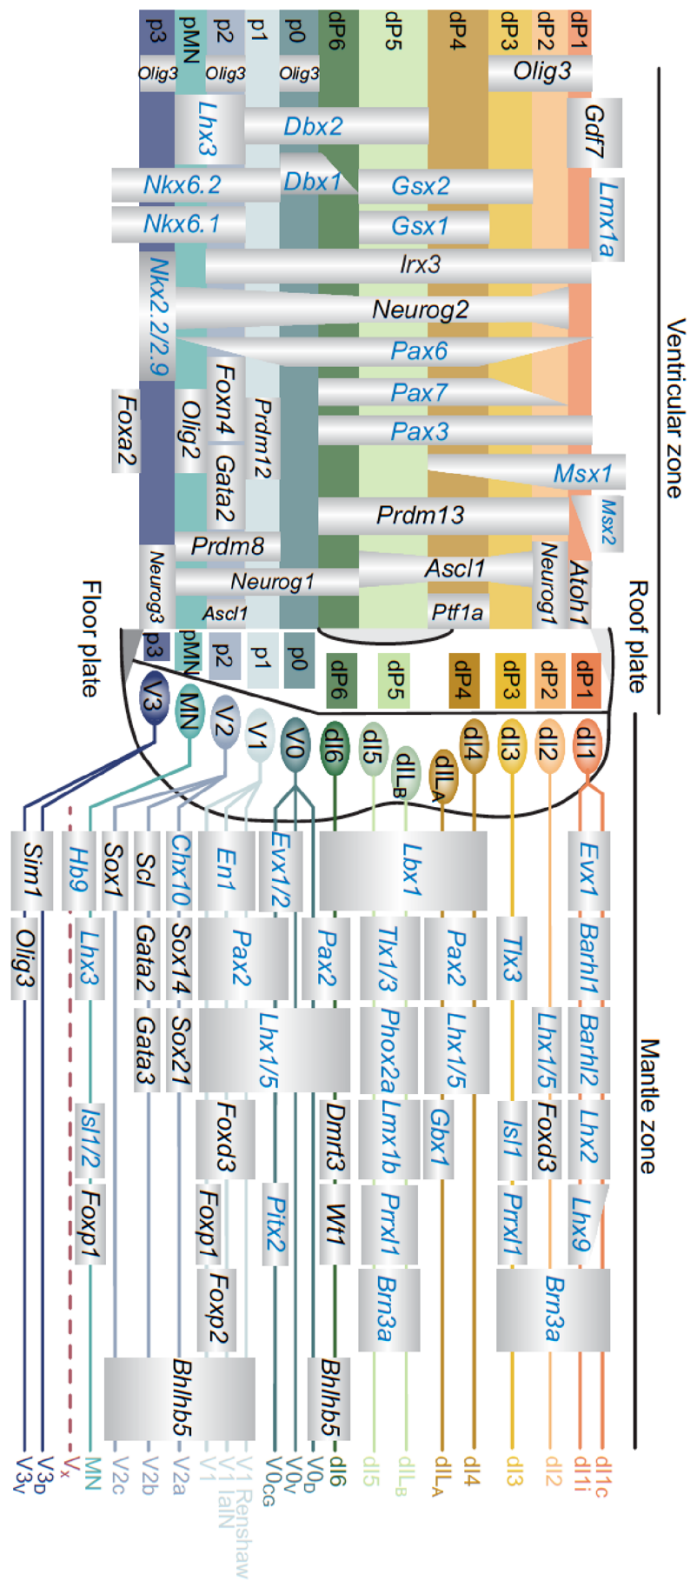 Ventricular zone
Mantle zone
Roof plate
Floor plate
dP1
dP2
dP3
dP4
dP5
dP6
p0
p1
p2
pMN
p3
Olig3
Olig3
Olig3
Olig3
Gdf7
Lhx3
Dbx2
Lmx1a
Nkx6.2
Dbx1
Gsx2
Nkx6.1
Gsx1
Irx3
Nkx2.2/2.9
Neurog2
Pax6
Foxn4
Pax7
Foxa2
Olig2
Prdm12
Pax3
Gata2
Msx1
Msx2
Prdm13
Prdm8
Neurog3
Neurog1
Ascl1
Neurog1
Atoh1
Ascl1
Ptf1a
dP1
dP2
dP3
dP4
dP5
dP6
p0
p1
p2
pMN
p3
dI1
dI2
dI3
dI4
dILA
dILB
dI5
dI6
V0
V1
V2
MN
V3
Evx1
Lbx1
Evx1/2
En1
Chx10
Scl
Sox1
Hb9
Sim1
Barhl1
Tlx3
Pax2
Tlx1/3
Pax2
Pax2
Sox14
Gata2
Lhx3
Olig3
Barhl2
Lhx1/5
Lhx1/5
Phox2a
Lhx1/5
Sox21
Gata3
Lhx2
Foxd3
Isl1
Gbx1
Lmx1b
Dmrt3
Foxd3
Isl1/2
Lhx9
Prrxl1
Prrxl1
Wt1
Pitx2
Foxp1
Foxp1
Brn3a
Brn3a
Foxp2
Bhlhb5
Bhlhb5
dI1c
dI1i
dI2
dI3
dI4
dILA
dILB
dI5
dI6
V0D
V0V
V0CG
V1 Renshaw
V1 IaIN
V1
V2a
V2b
V2c
MN
Vx
V3D
V3V